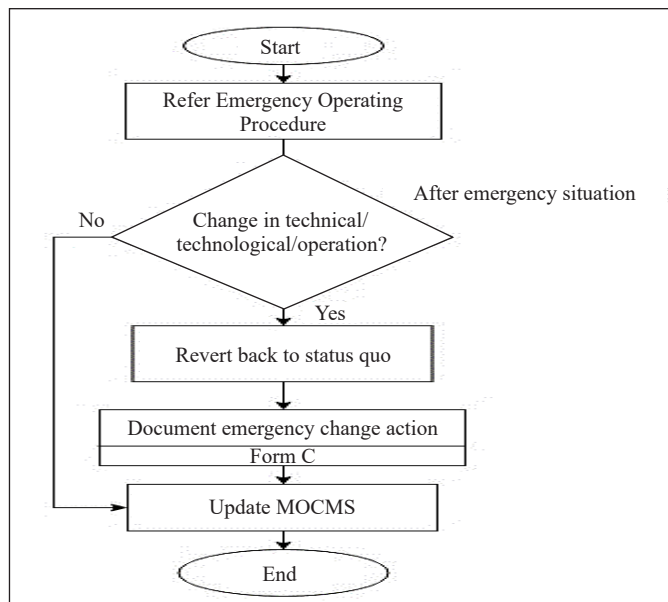 Start
Refer Emergency Operating
Procedure
After emergency situation
No
Change in technical/
technological/operation?
Yes
Revert back to status quo
Document emergency change action
Form C
Update MOCMS
End